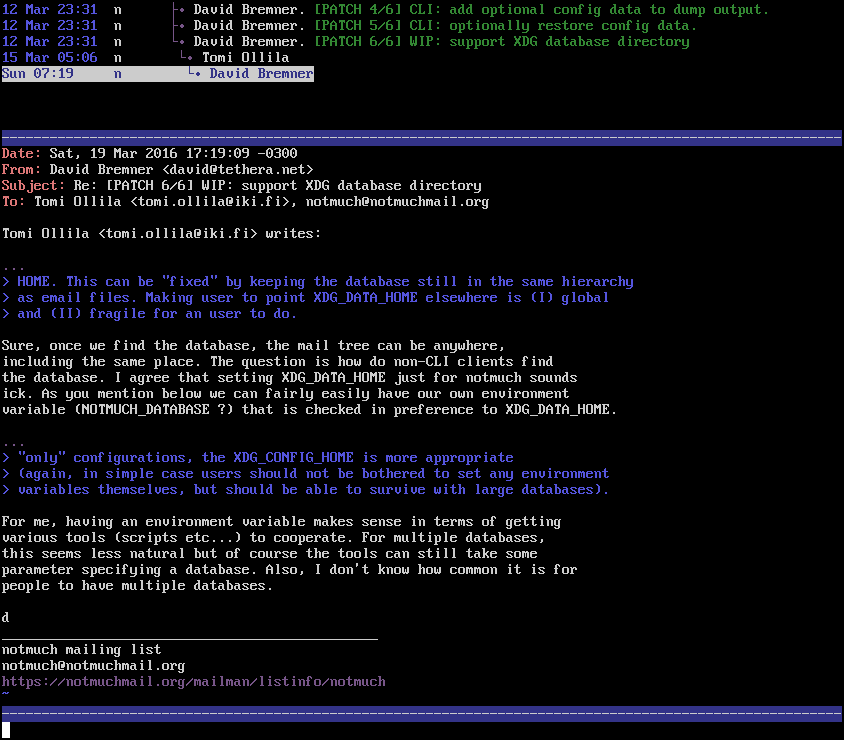 12 Mar 23:31  n      ├• David Bremner. [PATCH 4/6] CLI: add optional config data to dump output.
12 Mar 23:31  n      ├• David Bremner. [PATCH 5/6] CLI: optionally restore config data.
12 Mar 23:31  n      └• David Bremner. [PATCH 6/6] WIP: support XDG database directory
15 Mar 05:06  n       └• Tomi Ollila
Sun 07:19     n        └• David Bremner
Date: Sat, 19 Mar 2016 17:19:09 -0300
From: David Bremner <david@tethera.net>
Subject: Re: [PATCH 6/6] WIP: support XDG database directory
To: Tomi Ollila <tomi.ollila@iki.fi>, notmuch@notmuchmail.org
Tomi Ollila <tomi.ollila@iki.fi> writes:
...
> HOME. This can be "fixed" by keeping the database still in the same hierarchy
> as email files. Making user to point XDG_DATA_HOME elsewhere is (I) global
> and (II) fragile for an user to do.
Sure, once we find the database, the mail tree can be anywhere,
including the same place. The question is how do non-CLI clients find
the database. I agree that setting XDG_DATA_HOME just for notmuch sounds
ick. As you mention below we can fairly easily have our own environment
variable (NOTMUCH_DATABASE ?) that is checked in preference to XDG_DATA_HOME.
...
> "only" configurations, the XDG_CONFIG_HOME is more appropriate
> (again, in simple case users should not be bothered to set any environment
> variables themselves, but should be able to survive with large databases).
For me, having an environment variable makes sense in terms of getting
various tools (scripts etc...) to cooperate. For multiple databases,
this seems less natural but of course the tools can still take some
parameter specifying a database. Also, I don't know how common it is for
people to have multiple databases.
d
_______________________________________________
notmuch mailing list
notmuch@notmuchmail.org
https://notmuchmail.org/mailman/listinfo/notmuch
~